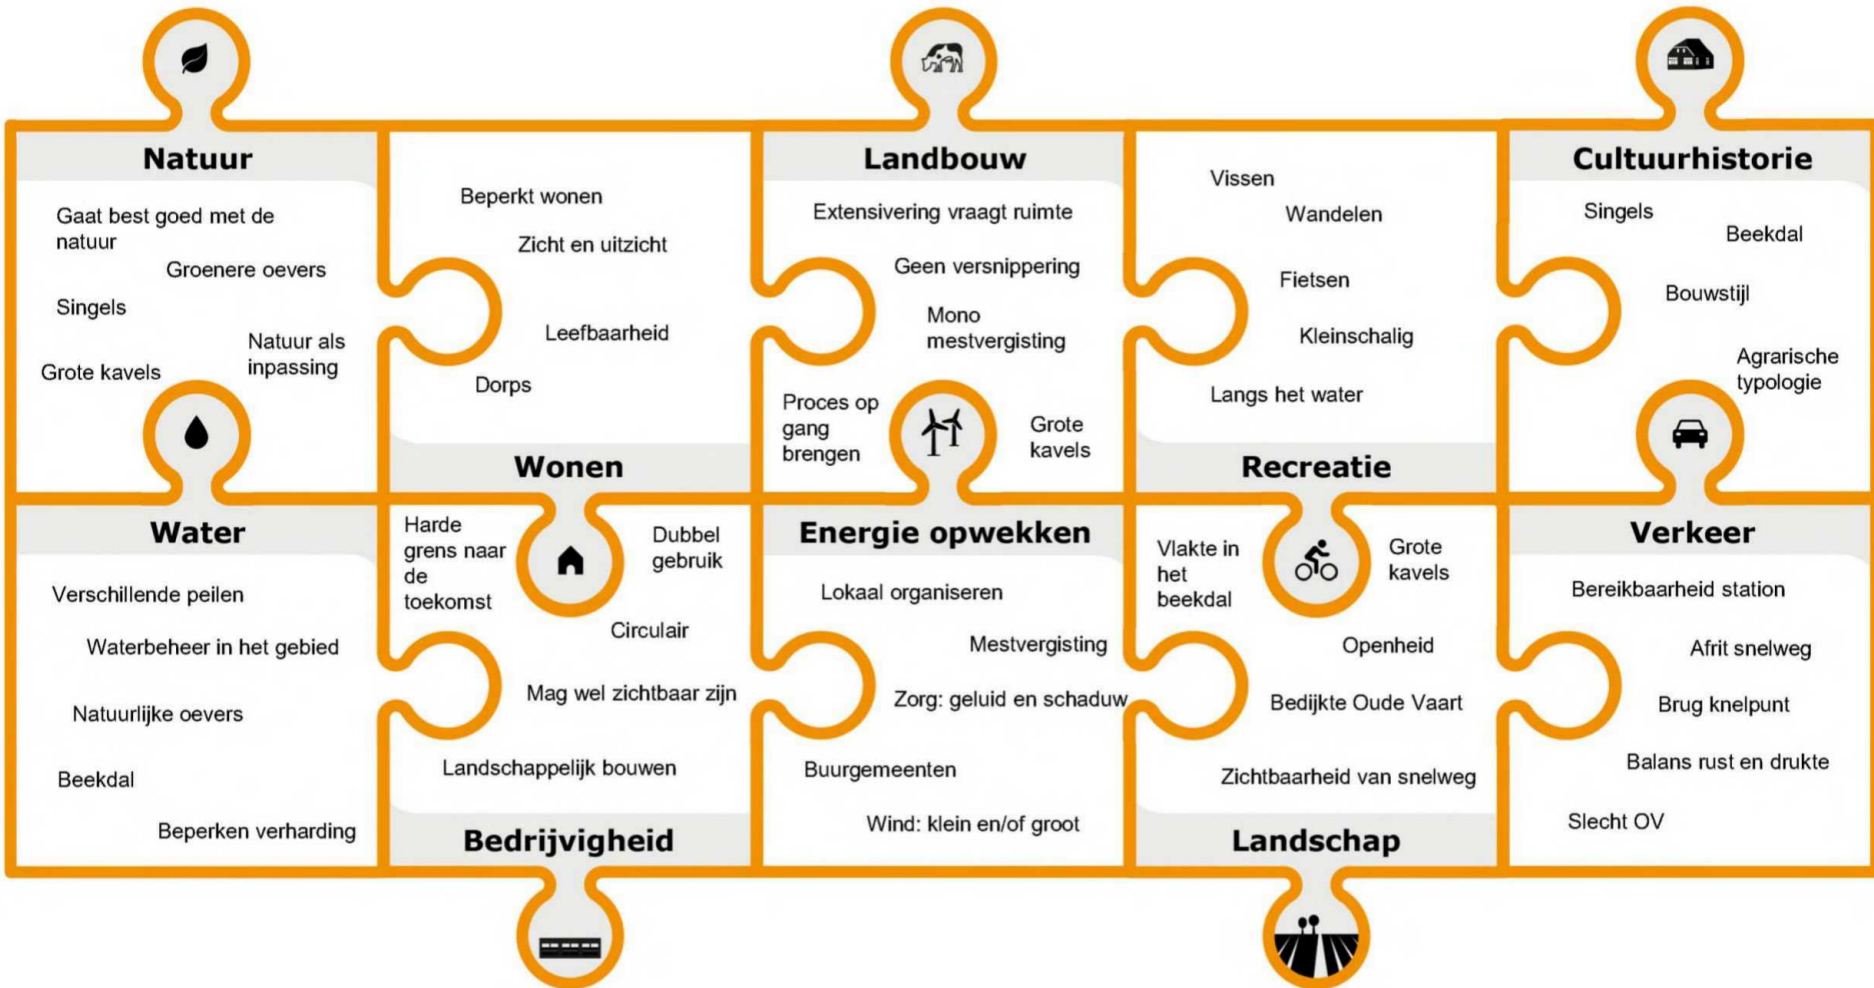 Natuur
Gaat best goed met de
natuur
Groenere oevers
Singels
Natuur als
inpassing
Grote kavels
Beperkt wonen
Zicht en uitzicht
Leefbaarheid
Dorps
Wonen
Landbouw
Extensivering vraagt ruimte
Geen versnippering
Mono
mestvergisting
Proces op
gang
brengen
Grote
kavels
Vissen
Wandelen
Fietsen
Kleinschalig
Langs het water
Recreatie
Cultuurhistorie
Singels
Beekdal
Bouwstijl
Agrarische
typologie
Water
Verschillende peilen
Waterbeheer in het gebied
Natuurlijke oevers
Beekdal
Beperken verharding
Harde
grens naar
de
toekomst
Dubbel
gebruik
Circulair
Mag wel zichtbaar zijn
Landschappelijk bouwen
Bedrijvigheid
Energie opwekken
Lokaal organiseren
Mestvergisting
Zorg: geluid en schaduw
Buurgemeenten
Wind: klein en/of groot
Vlakte in
het
beekdal
Grote
kavels
Openheid
Bedijkte Oude Vaart
Zichtbaarheid van snelweg
Landschap
Verkeer
Bereikbaarheid station
Afrit snelweg
Brug knelpunt
Balans rust en drukte
Slecht OV